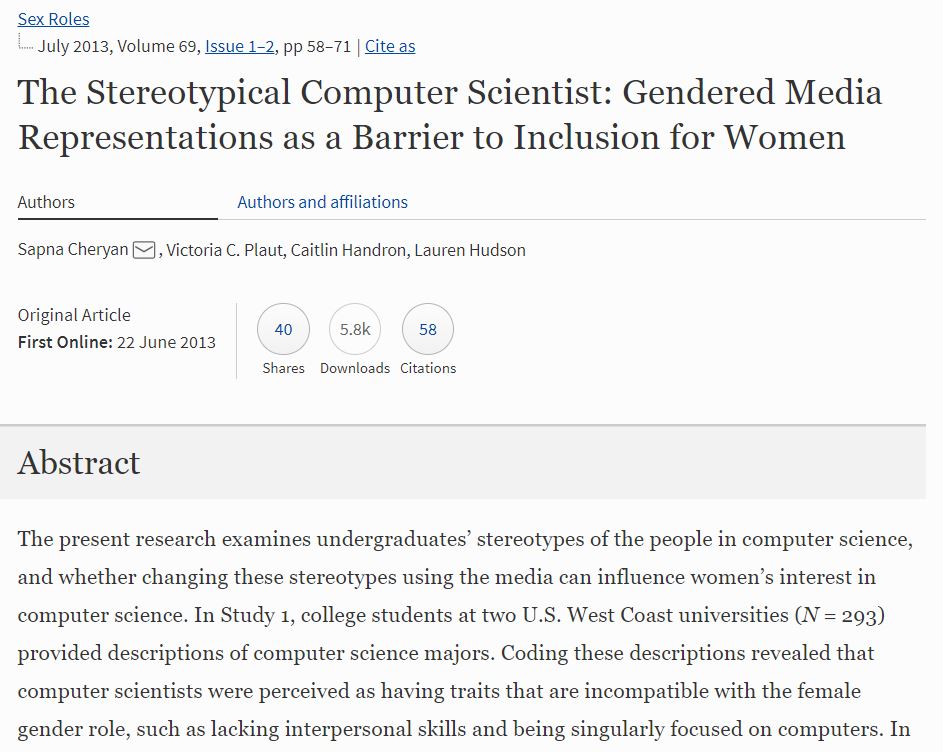 Sex Roles
July 2013, Volume 69, Issue 1–2, pp 58–71 | Cite as
The Stereotypical Computer Scientist: Gendered Media
Representations as a Barrier to Inclusion for Women
Authors
Authors and affiliations
Sapna Cheryan, Victoria C. Plaut, Caitlin Handron, Lauren Hudson
Original Article
First Online: 22 June 2013
40 5.8k 58
Shares Downloads Citations
Abstract
The present research examines undergraduates’ stereotypes of the people in computer science,
and whether changing these stereotypes using the media can influence women’s interest in
computer science. In Study 1, college students at two U.S. West Coast universities (N = 293)
provided descriptions of computer science majors. Coding these descriptions revealed that
computer scientists were perceived as having traits that are incompatible with the female
gender role, such as lacking interpersonal skills and being singularly focused on computers. In